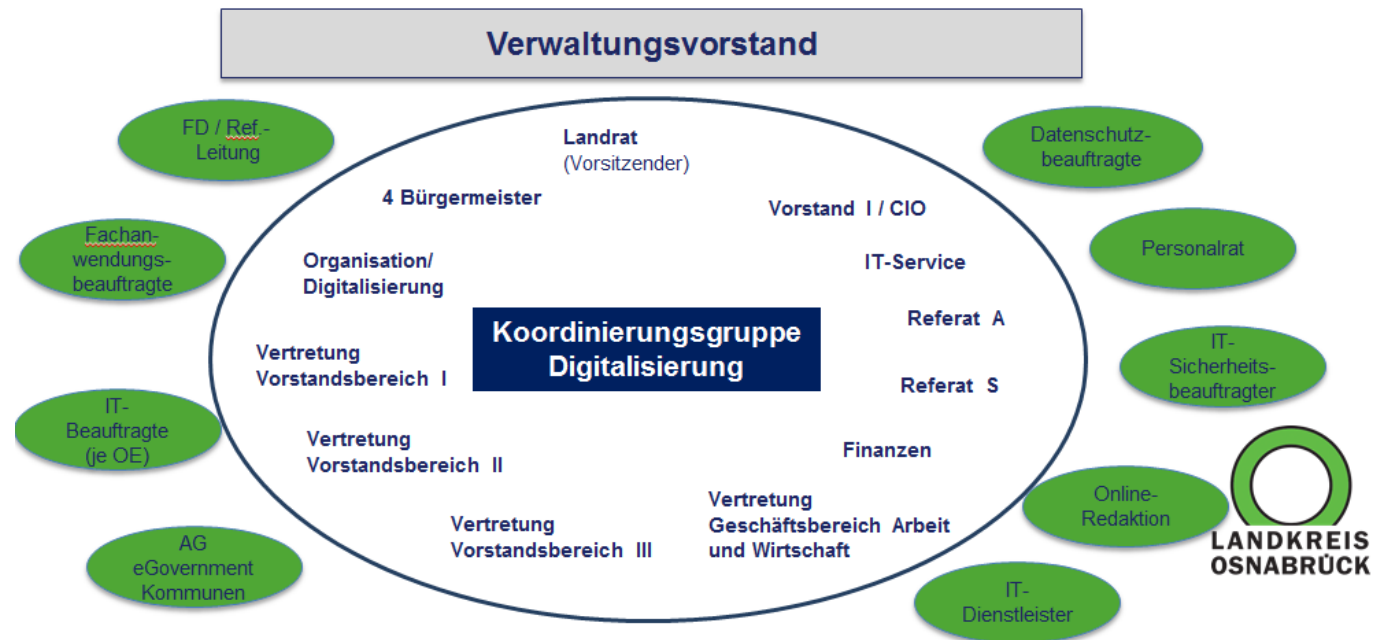 Verwaltungsvorstand
FD / Ref.-
Leitung
Fachan-
wendungs-
beauftragte
IT-
Beauftragte
(je OE)
AG
eGovernment
Kommunen
Landrat
(Vorsitzender)
4 Bürgermeister
Organisation/
Digitalisierung
Vertretung
Vorstandsbereich I
Vertretung
Vorstandsbereich II
Vertretung
Vorstandsbereich III
Koordinierungsgruppe
Digitalisierung
Vorstand I / CIO
IT-Service
Referat A
Referat S
Finanzen
Vertretung
Geschäftsbereich Arbeit
und Wirtschaft
Datenschutz-
beauftragte
Personalrat
IT-
Sicherheits-
beauftragter
Online-
Redaktion
IT-
Dienstleister
LANDKREIS
OSNABRÜCK